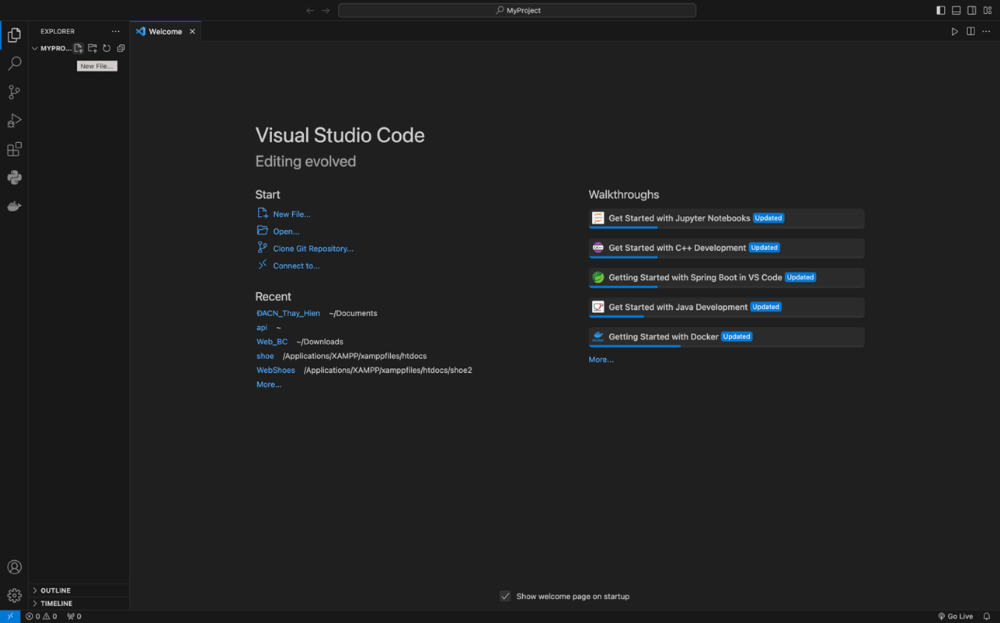 MyProject
EXPLORER
Welcome
MYPRO...
New File...
Visual Studio Code
Editing evolved
Start
New File...
Open...
Clone Git Repository...
Connect to...
Recent
ĐACN_Thay_Hien ~/Documents
api ~
Web_BC ~/Downloads
shoe /Applications/XAMPP/xamppfiles/htdocs
WebShoes /Applications/XAMPP/xamppfiles/htdocs/shoe2
More...
Walkthroughs
Get Started with Jupyter Notebooks Updated
Get Started with C++ Development Updated
Getting Started with Spring Boot in VS Code Updated
Get Started with Java Development Updated
Getting Started with Docker Updated
More...
Show welcome page on startup
OUTLINE
TIMELINE
0 0 0 Go Live